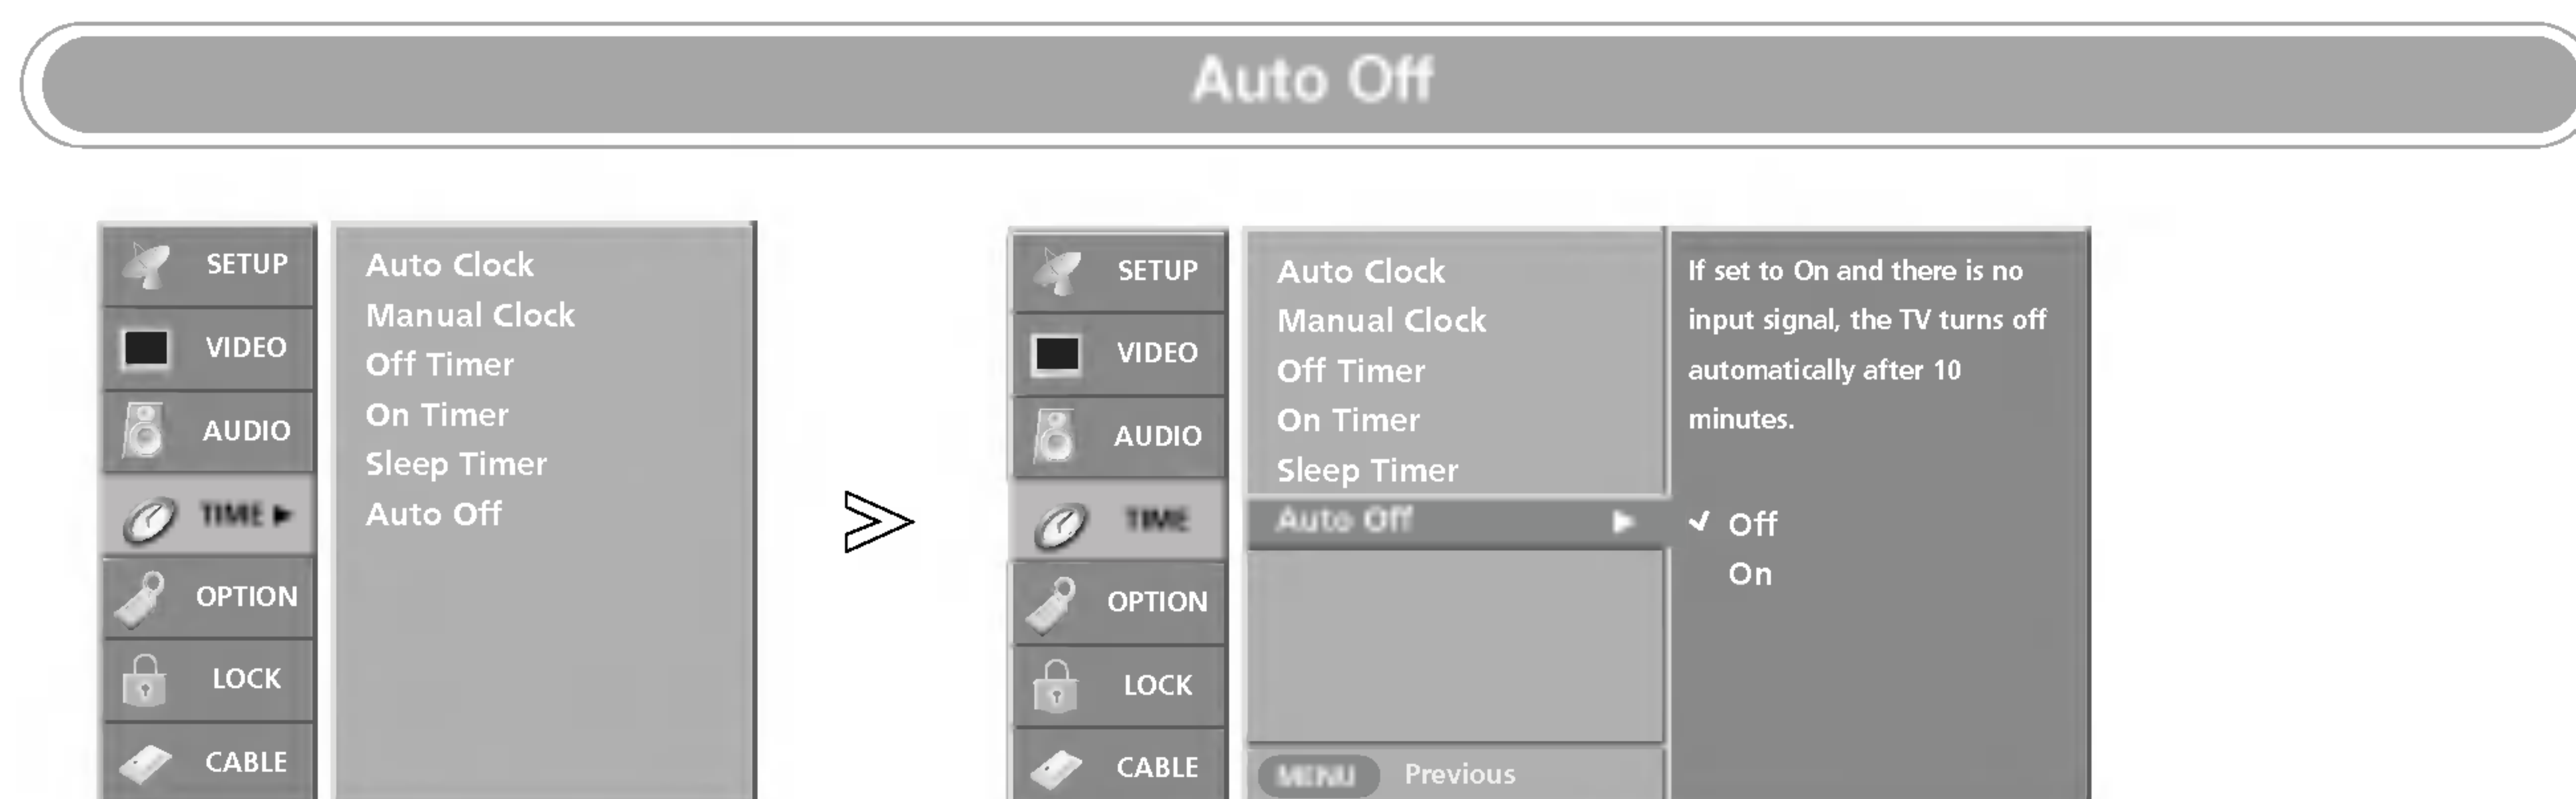 Auto Off
SETUP
VIDEO
AUDIO
TIME
OPTION
LOCK
CABLE
Auto Clock
Manual Clock
Off Timer
On Timer
Sleep Timer
Auto Off
SETUP
VIDEO
AUDIO
TIME
OPTION
LOCK
CABLE
Auto Clock
Manual Clock
Off Timer
On Timer
Sleep Timer
Auto Off
MENU Previous
If set to On and there is no
input signal, the TV turns off
automatically after 10
minutes.
Off
On